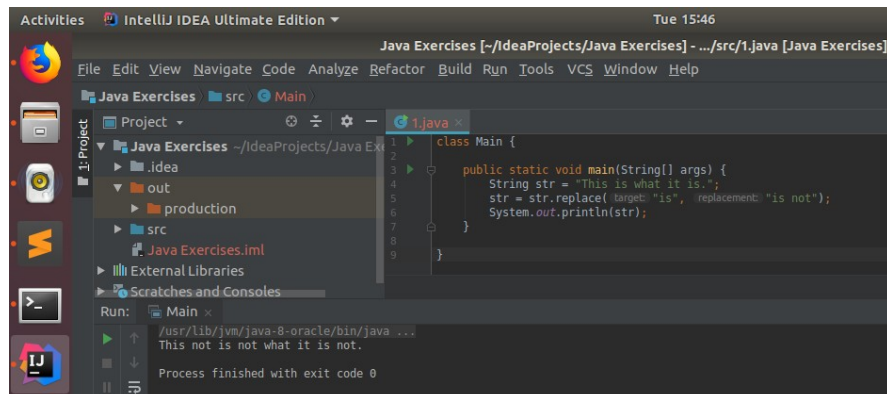 Activities IntelliJ IDEA Ultimate Edition Tue 15:46
Java Exercises [~/IdeaProjects/Java Exercises] - .../src/1.java [Java Exercises]
File Edit View Navigate Code Analyze Refactor Build Run Tools VCS Window Help
Java Exercises src Main
1: Project
Project
1.java
Java Exercises ~/IdeaProjects/Java Exe
.idea
out
production
src
Java Exercises.iml
External Libraries
Scratches and Consoles
1 class Main {
2
3 public static void main(String[] args) {
4 String str = "This is what it is.";
5 str = str.replace( target: "is", replacement: "is not");
6 System.out.println(str);
7 }
8
9 }
Run: Main
/usr/lib/jvm/java-8-oracle/bin/java ...
This not is not what it is not.
Process finished with exit code 0